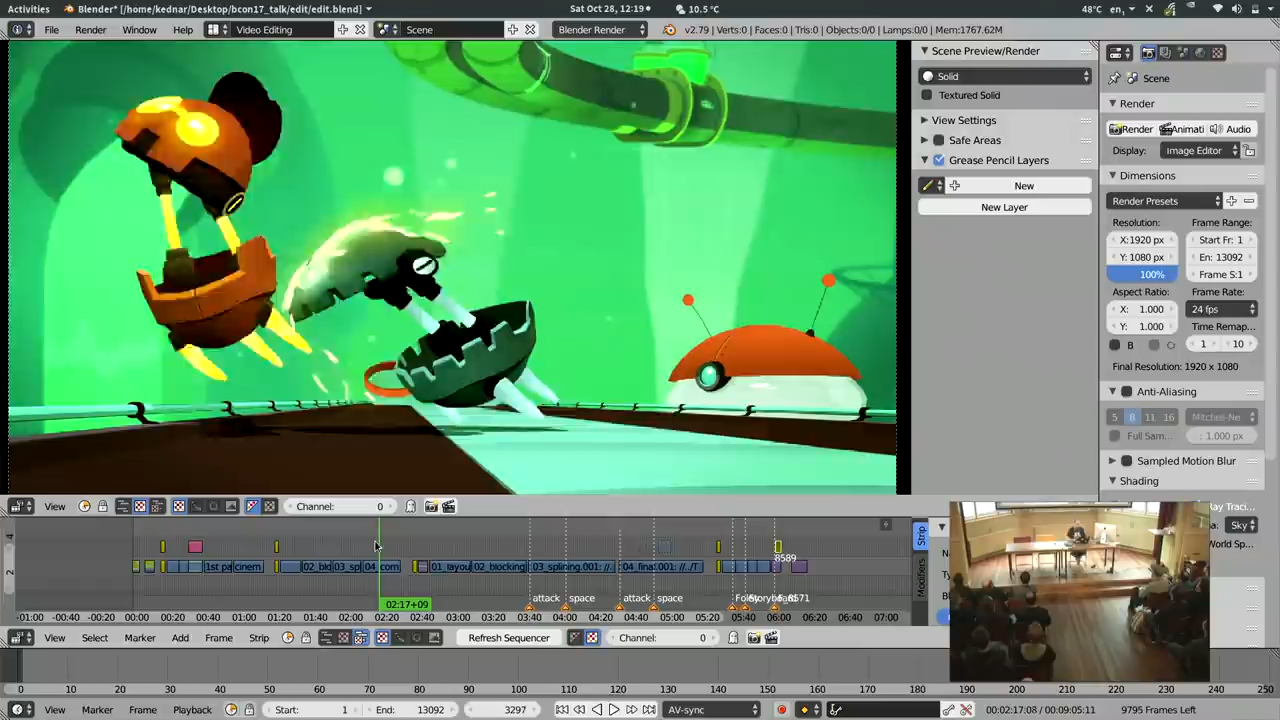 Activities Blender* [/home/kednar/Desktop/bcon17_talk/edit/edit.blend] Sat Oct 28, 12:19 10.5 °C 48°C en₁
File Render Window Help Video Editing Scene Blender Render v2.79 | Verts:0 | Faces:0 | Tris:0 | Objects:0/0 | Lamps:0/0 | Mem:1767.62M
Scene Preview/Render
Solid
Textured Solid
View Settings
Safe Areas
Grease Pencil Layers
New
New Layer
Scene
Render
Render Animati Audio
Display: Image Editor
Dimensions
Render Presets
Resolution: Frame Range:
X:1920 px Start Fr: 1
Y: 1080 px En: 13092
100% Frame S:1
Aspect Ratio: Frame Rate:
X: 1.000 24 fps
Y: 1.000 Time Remap...
B 1 10
Final Resolution: 1920 x 1080
Anti-Aliasing
5 8 11 16 Mitchell-Ne
Full Sam... : 1.000 px
Sampled Motion Blur
Shading
View Channel: 0
4
2
Strip
8589
1st pa cinem 01_layou 02_blocking 03_splining.001: //.
attack space attack space
02:17+09
-01:00 -00:40 -00:20 00:00 00:20 00:40 01:00 01:20 01:40 02:00 02:20 02:40 03:00 03:20 03:40 04:00 04:20 04:40 05:00 05:20 05:40 06:00 06:20 06:40 07:00
View Select Marker Add Frame Strip Refresh Sequencer Channel: 0
0 10 20 30 40 50 60 70 80 90 100 110 120 130 140 150 160 170 180 190 200 210 220 230 240 250
View Marker Frame Playback Start: 1 End: 13092 3297 AV-sync 00:02:17:08 / 00:09:05:11 9795 Frames Left